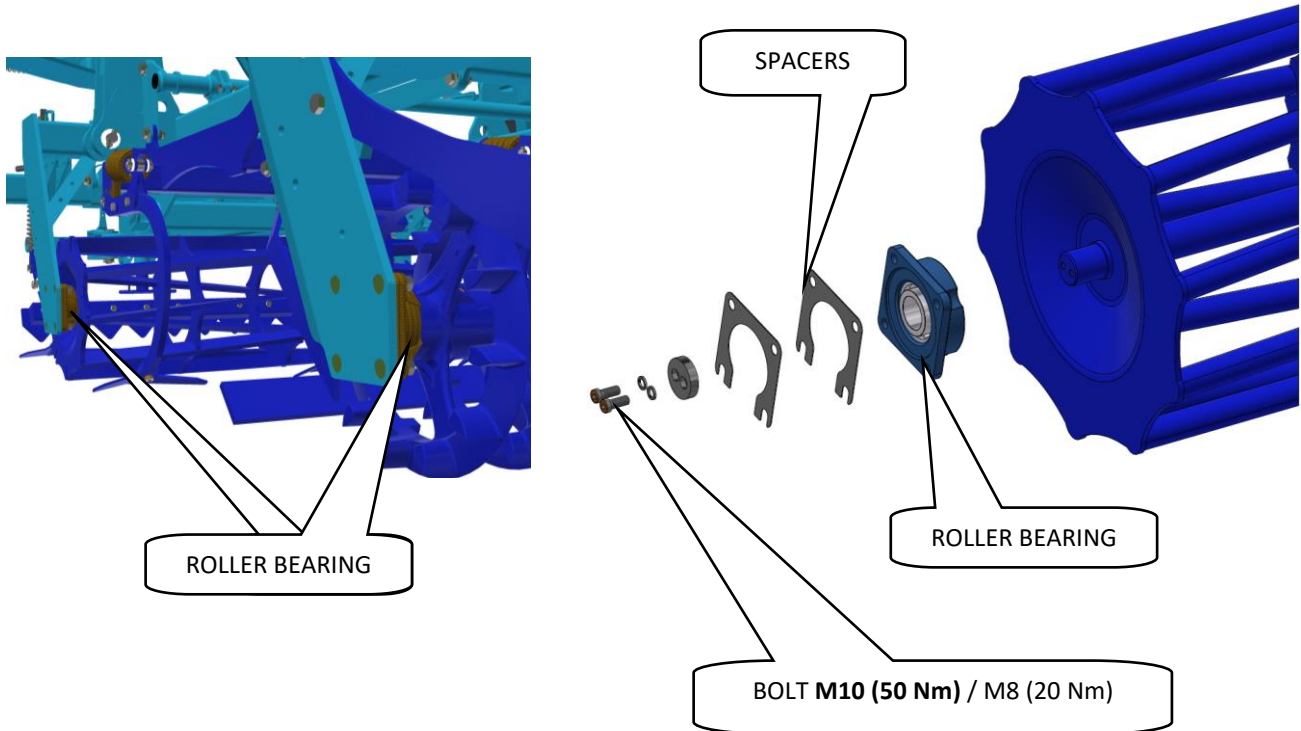 SPACERS
ROLLER BEARING
ROLLER BEARING
BOLT M10 (50 Nm) / M8 (20 Nm)